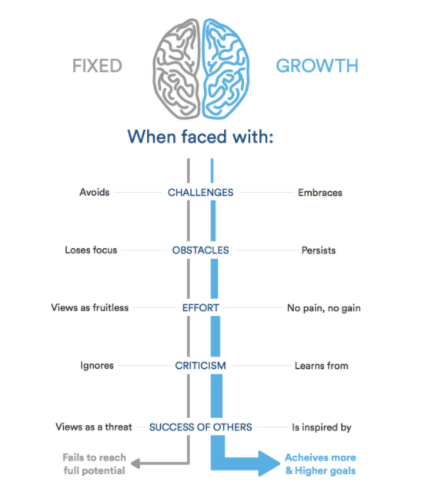 FIXED GROWTH
When faced with:
Avoids CHALLENGES Embraces
Loses focus OBSTACLES Persists
Views as fruitless EFFORT No pain, no gain
Ignores CRITICISM Learns from
Views as a threat SUCCESS OF OTHERS Is inspired by
Fails to reach
full potential
Acheives more
& Higher goals